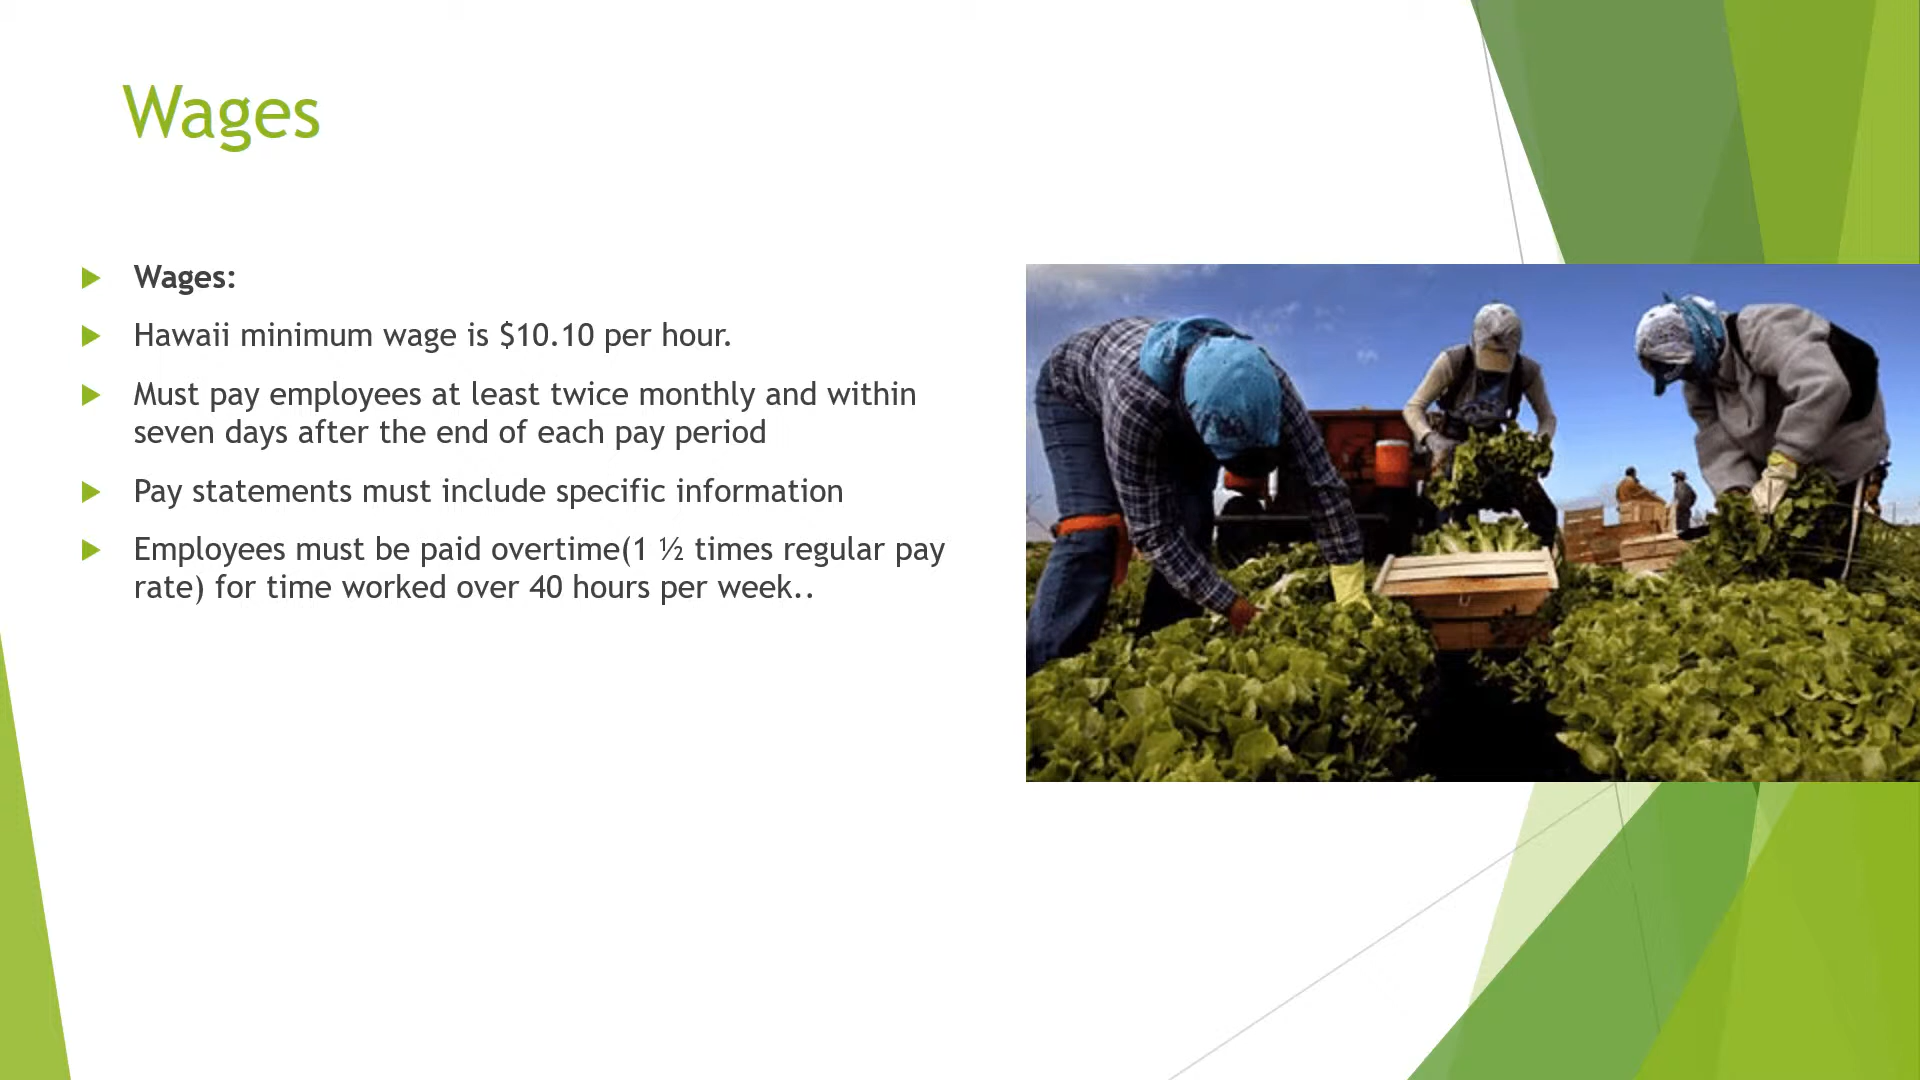 Wages
Wages:
Hawaii minimum wage is $10.10 per hour.
Must pay employees at least twice monthly and within
seven days after the end of each pay period
Pay statements must include specific information
Employees must be paid overtime(1 ½ times regular pay
rate) for time worked over 40 hours per week..